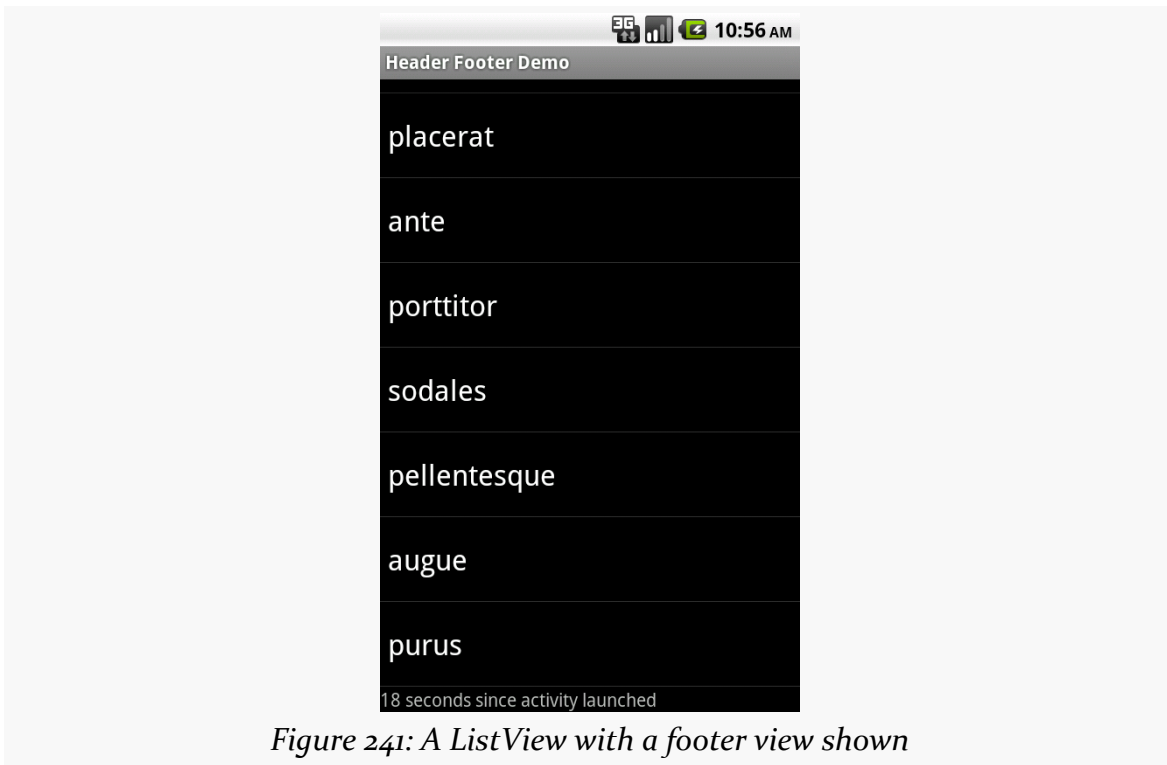 3G 10:56 AM
Header Footer Demo
placerat
ante
porttitor
sodales
pellentesque
augue
purus
18 seconds since activity launched
Figure 241: A ListView with a footer view shown